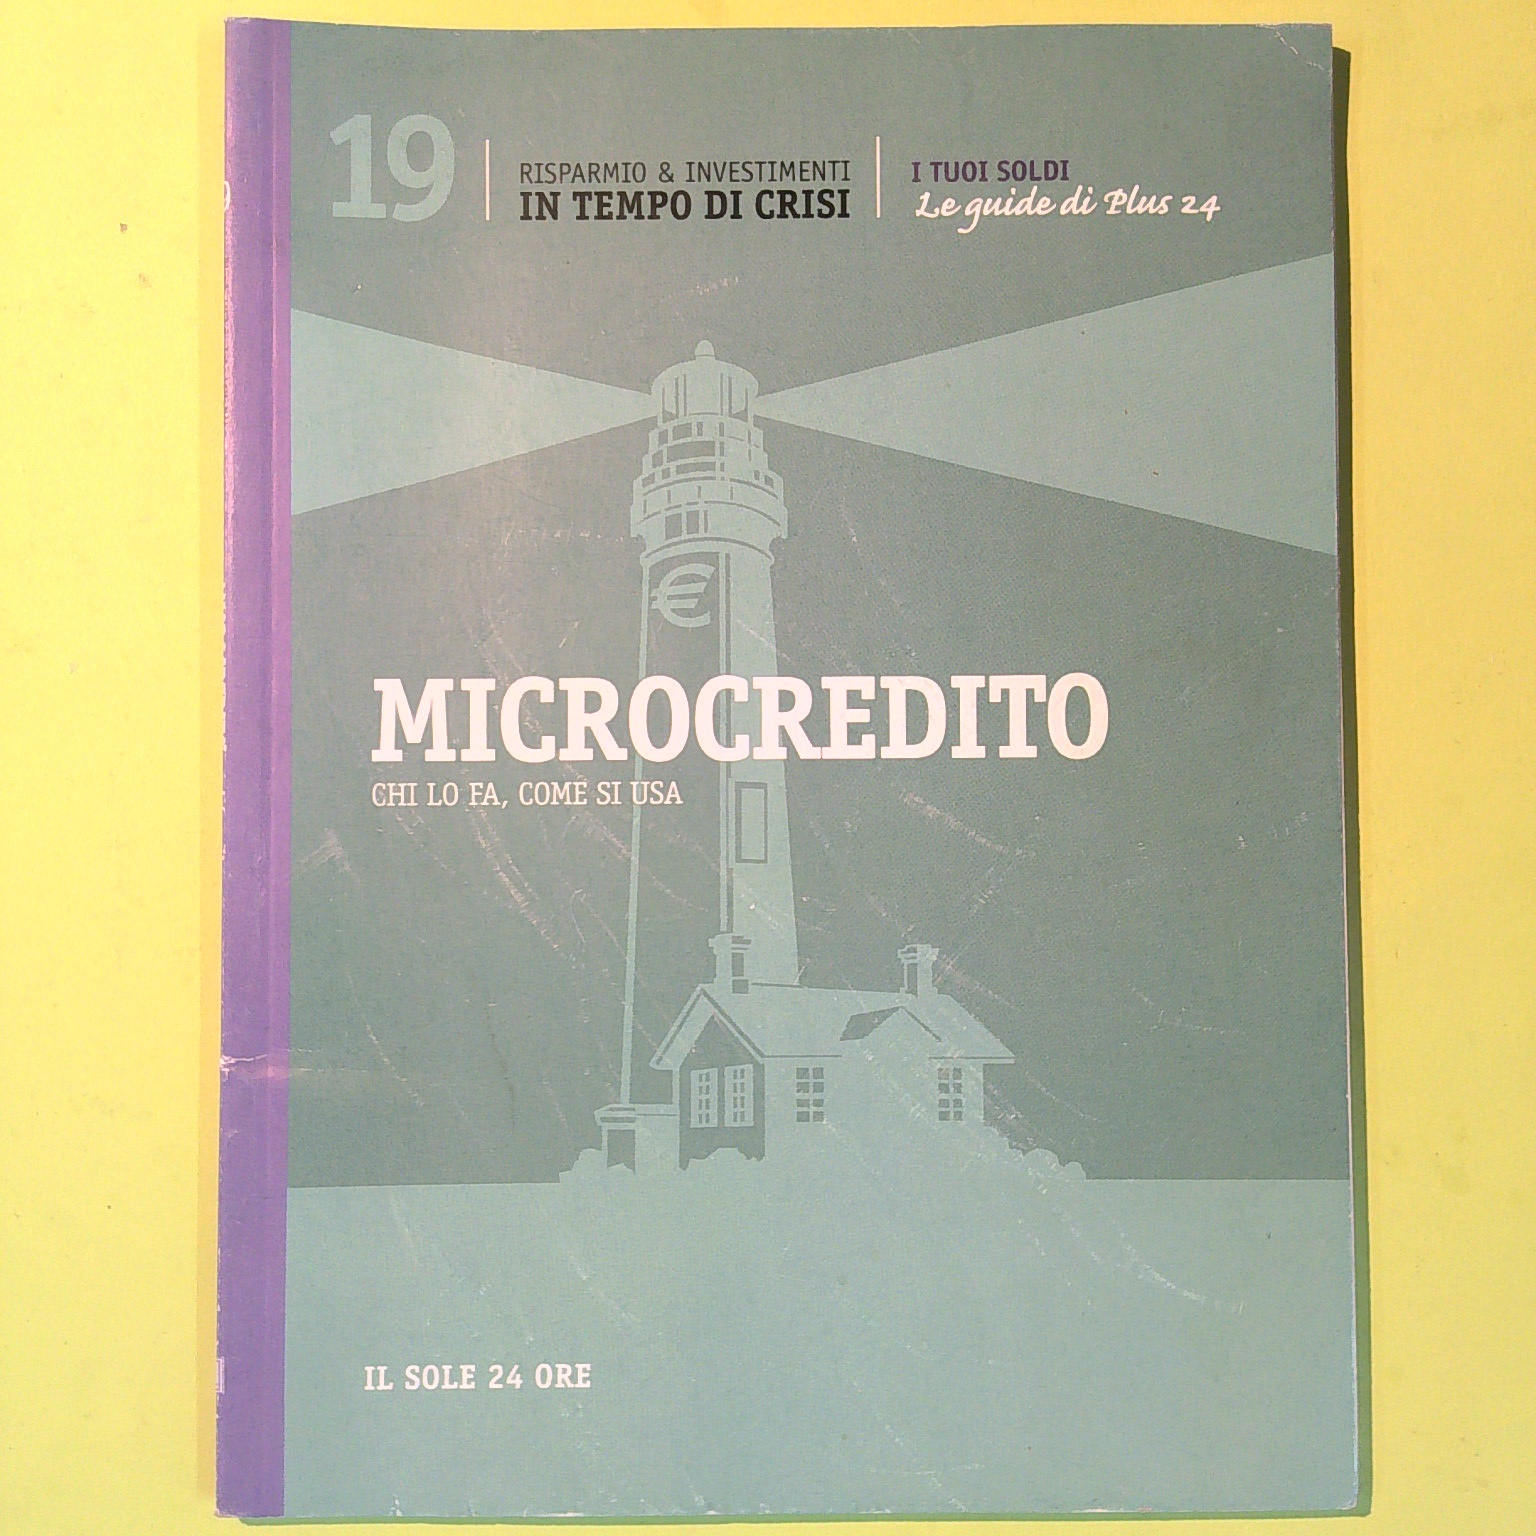 19
RISPARMIO & INVESTIMENTI
IN TEMPO DI CRISI
I TUOI SOLDI
Le guide di Plus 24
€
MICROCREDITO
CHI LO FA, COME SI USA
IL SOLE 24 ORE